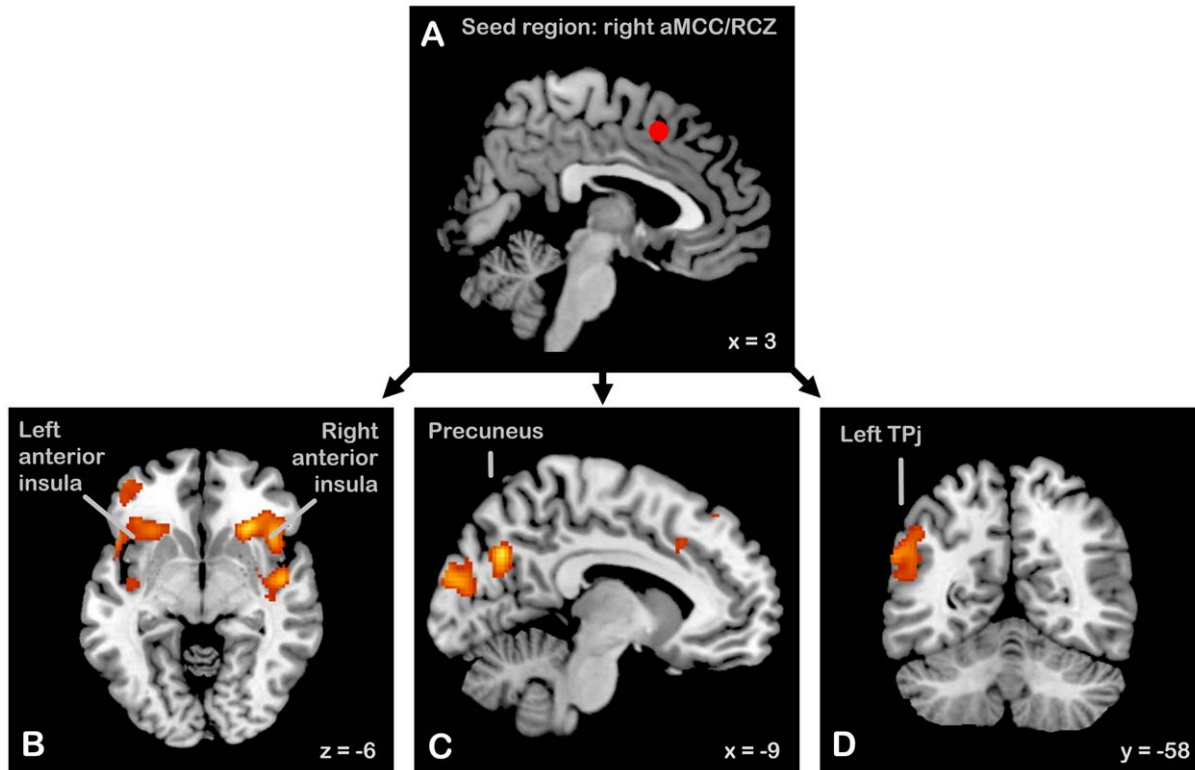 A
Seed region: right aMCC/RCZ
x = 3
Left
anterior
insula
Right
anterior
insula
B
z = -6
Precuneus
C
x = -9
Left TPj
D
y = -58